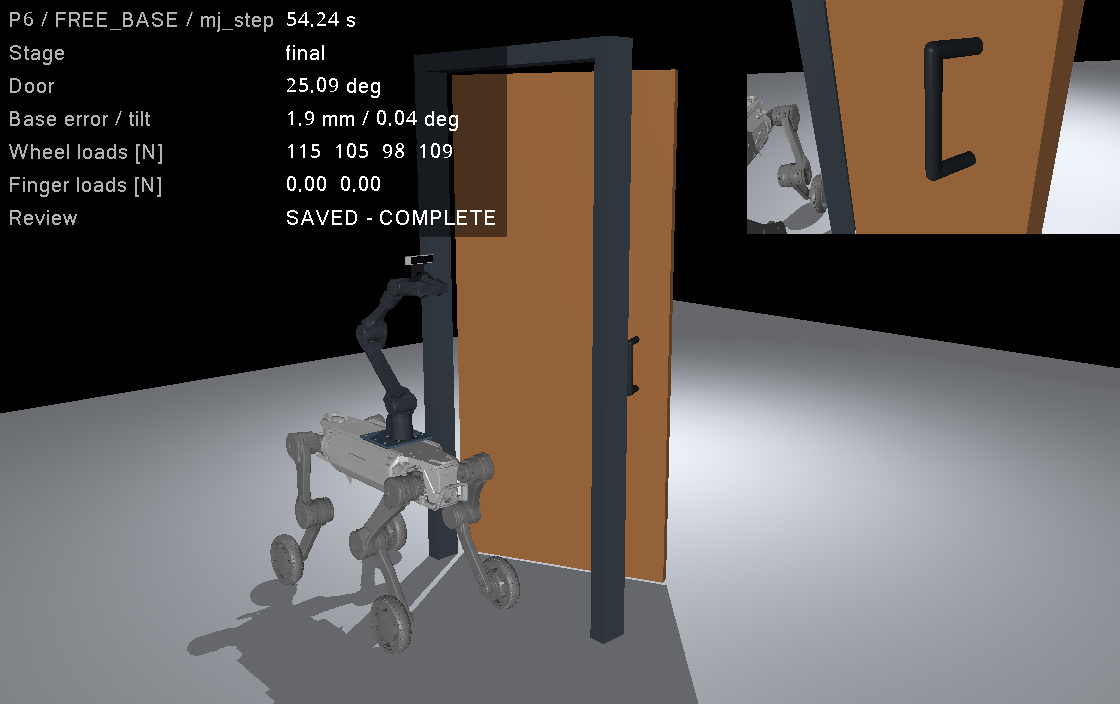 P6 / FREE_BASE / mj_step 54.24 s
Stage final
Door 25.09 deg
Base error / tilt 1.9 mm / 0.04 deg
Wheel loads [N] 115 105 98 109
Finger loads [N] 0.00 0.00
Review SAVED - COMPLETE